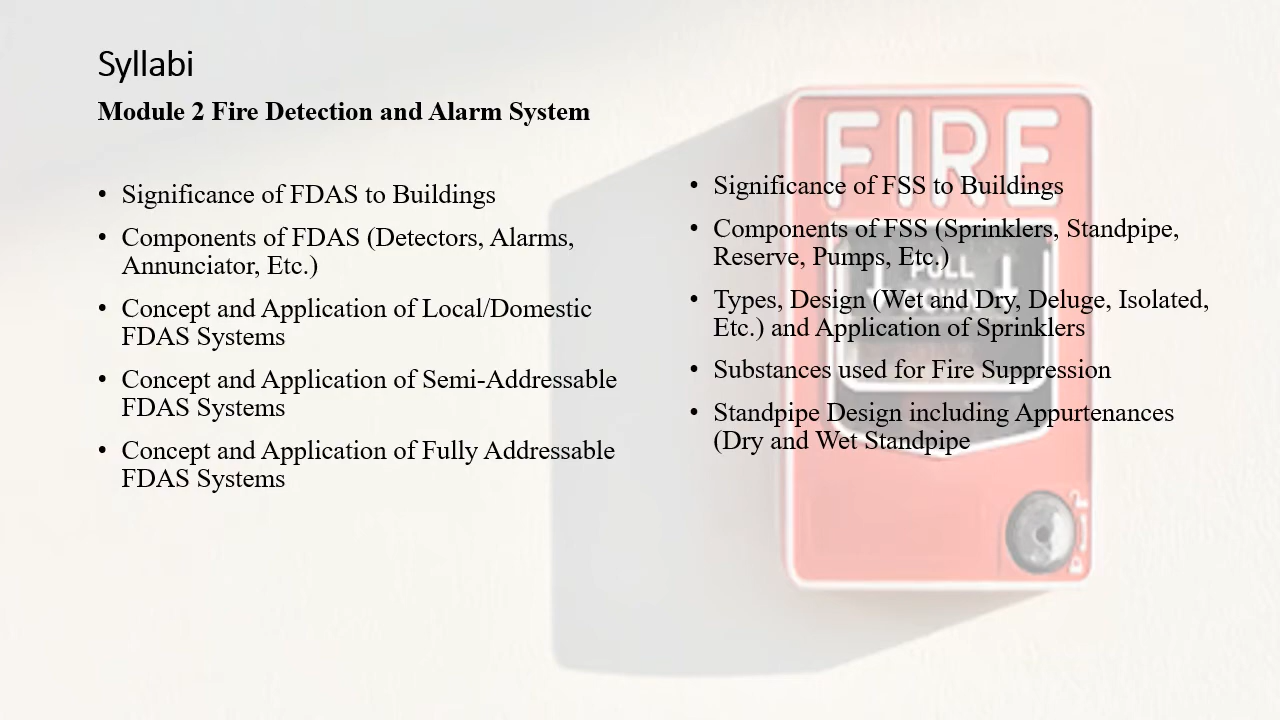 Syllabi
Module 2 Fire Detection and Alarm System
• Significance of FDAS to Buildings
• Components of FDAS (Detectors, Alarms,
Annunciator, Etc.)
• Concept and Application of Local/Domestic
FDAS Systems
• Concept and Application of Semi-Addressable
FDAS Systems
• Concept and Application of Fully Addressable
FDAS Systems
• Significance of FSS to Buildings
• Components of FSS (Sprinklers, Standpipe,
Reserve, Pumps, Etc.)
• Types, Design (Wet and Dry, Deluge, Isolated,
Etc.) and Application of Sprinklers
• Substances used for Fire Suppression
• Standpipe Design including Appurtenances
(Dry and Wet Standpipe
FIRE
PULL
DOWN